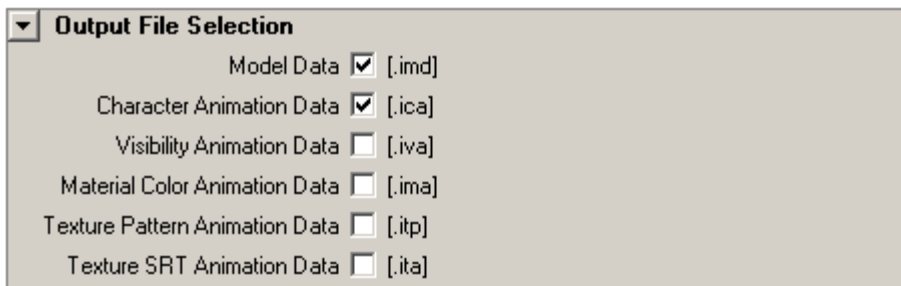 Output File Selection
Model Data [.imd]
Character Animation Data [.ica]
Visibility Animation Data [.iva]
Material Color Animation Data [.ima]
Texture Pattern Animation Data [.itp]
Texture SRT Animation Data [.ita]